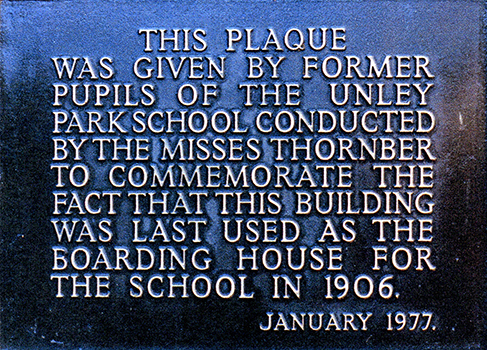 THIS PLAQUE
WAS GIVEN BY FORMER
PUPILS OF THE UNLEY
PARK SCHOOL CONDUCTED
BY THE MISSES THORNBER
TO COMMEMORATE THE
FACT THAT THIS BUILDING
WAS LAST USED AS THE
BOARDING HOUSE FOR
THE SCHOOL IN 1906.
JANUARY 1977.